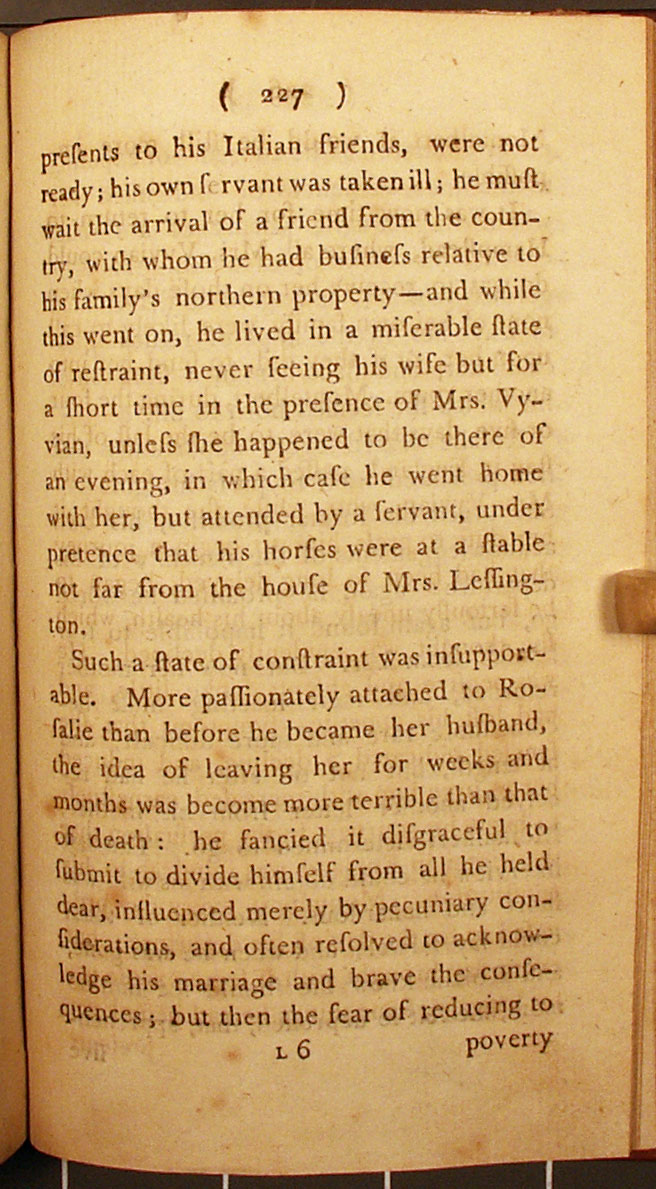 ( 227 )
preſents to his Italian friends, were not
ready; his own ſ rvant was taken ill; he muſt
wait the arrival of a friend from the coun-
try, with whom he had buſineſs relative to
his family's northern property—and while
this went on, he lived in a miſerable ſtate
of reſtraint, never ſeeing his wife but for
a ſhort time in the preſence of Mrs. Vy-
vian, unleſs ſhe happened to be there of
an evening, in which caſe he went home
with her, but attended by a ſervant, under
pretence that his horſes were at a ſtable
not far from the houſe of Mrs. Leſſing-
ton.
Such a ſtate of conſtraint was inſupport-
able. More paſſionately attached to Ro-
ſalie than before he became her huſband,
the idea of leaving her for weeks and
months was become more terrible than that
of death: he fancied it diſgraceful to
ſubmit to divide himſelf from all he held
dear, influenced merely by pecuniary con-
ſiderations, and often reſolved to acknow-
ledge his marriage and brave the conſe-
quences; but then the fear of reducing to
L 6 poverty